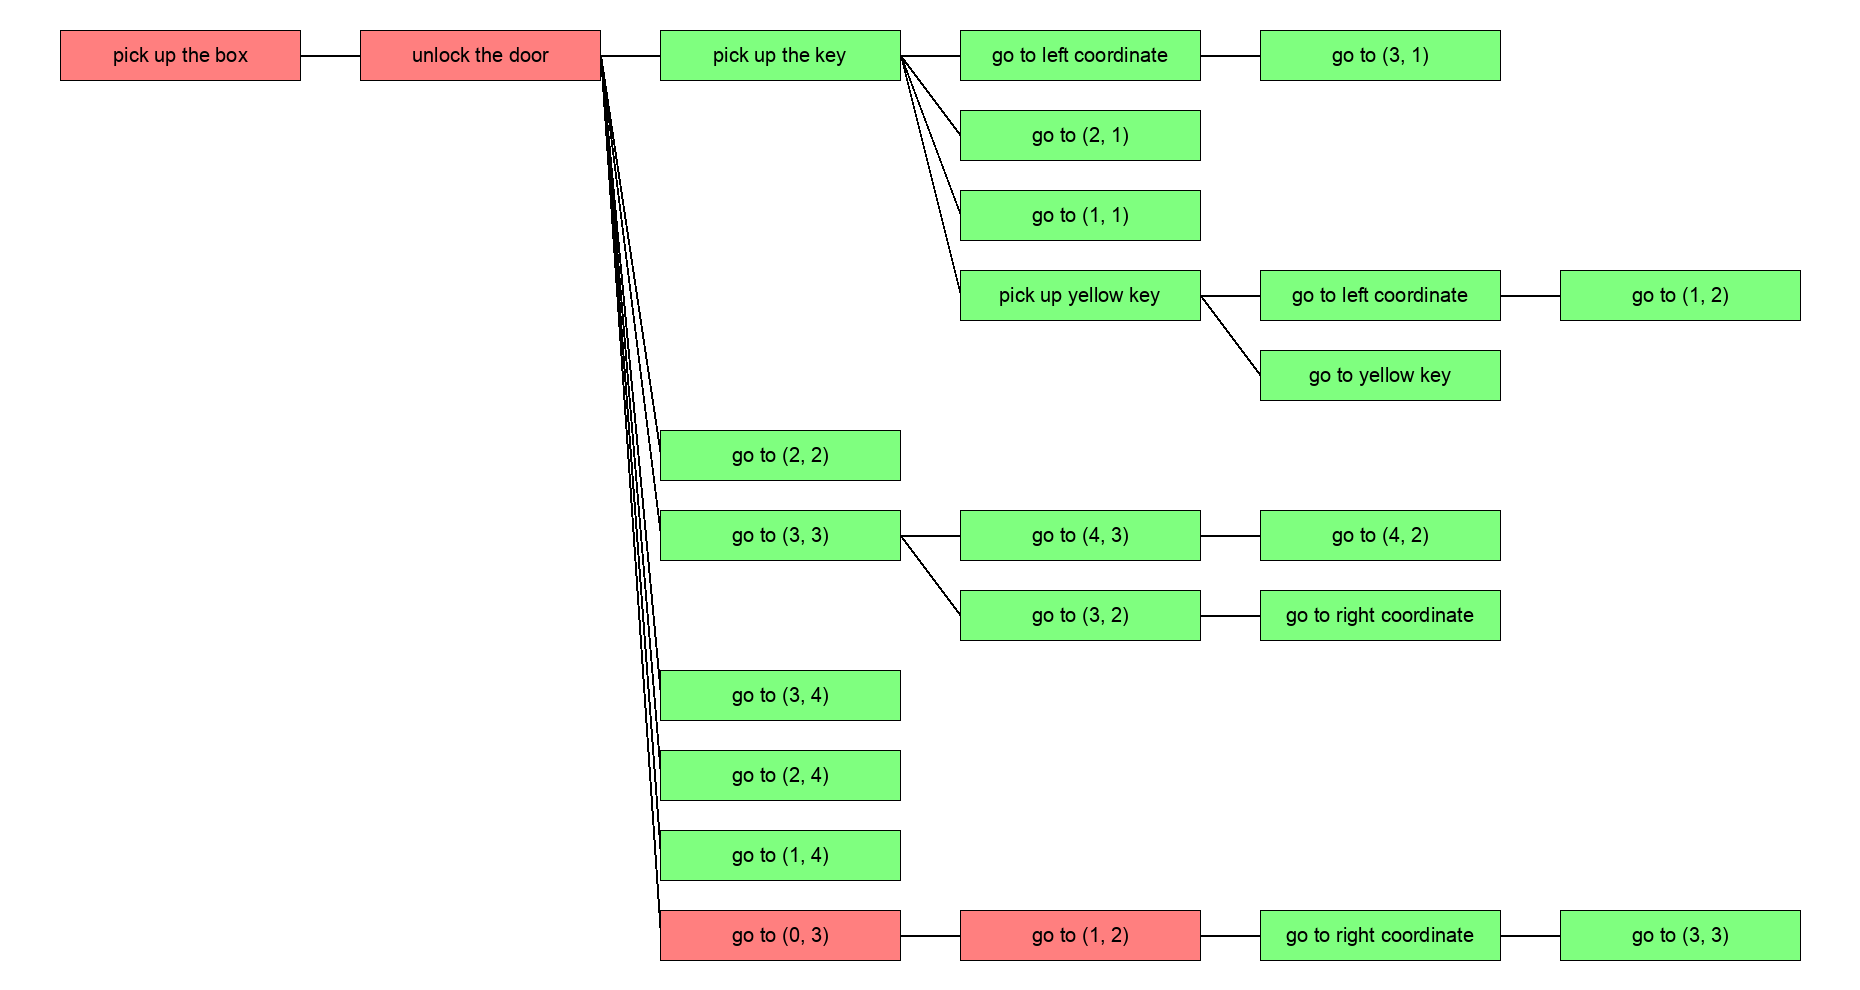 pick up the box
unlock the door
pick up the key
go to left coordinate
go to (3, 1)
go to (2, 1)
go to (1, 1)
pick up yellow key
go to left coordinate
go to (1, 2)
go to yellow key
go to (2, 2)
go to (3, 3)
go to (4, 3)
go to (4, 2)
go to (3, 2)
go to right coordinate
go to (3, 4)
go to (2, 4)
go to (1, 4)
go to (0, 3)
go to (1, 2)
go to right coordinate
go to (3, 3)